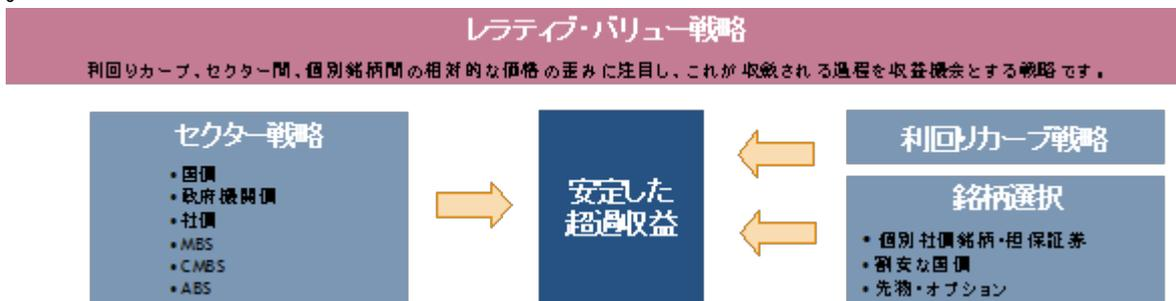 レラティブ・バリュー戦略
利回りカーブ、セクター間、個別銘柄間の相対的な価格の歪みに注目し、これが収斂される過程を収益機会とする戦略です。
セクター戦略
• 国債
• 政府機関債
• 社債
• MBS
• CMBS
• ABS
安定した
超過収益
利回りカーブ戦略
銘柄選択
• 個別社債銘柄・担保証券
• 割安な国債
• 先物・オプション